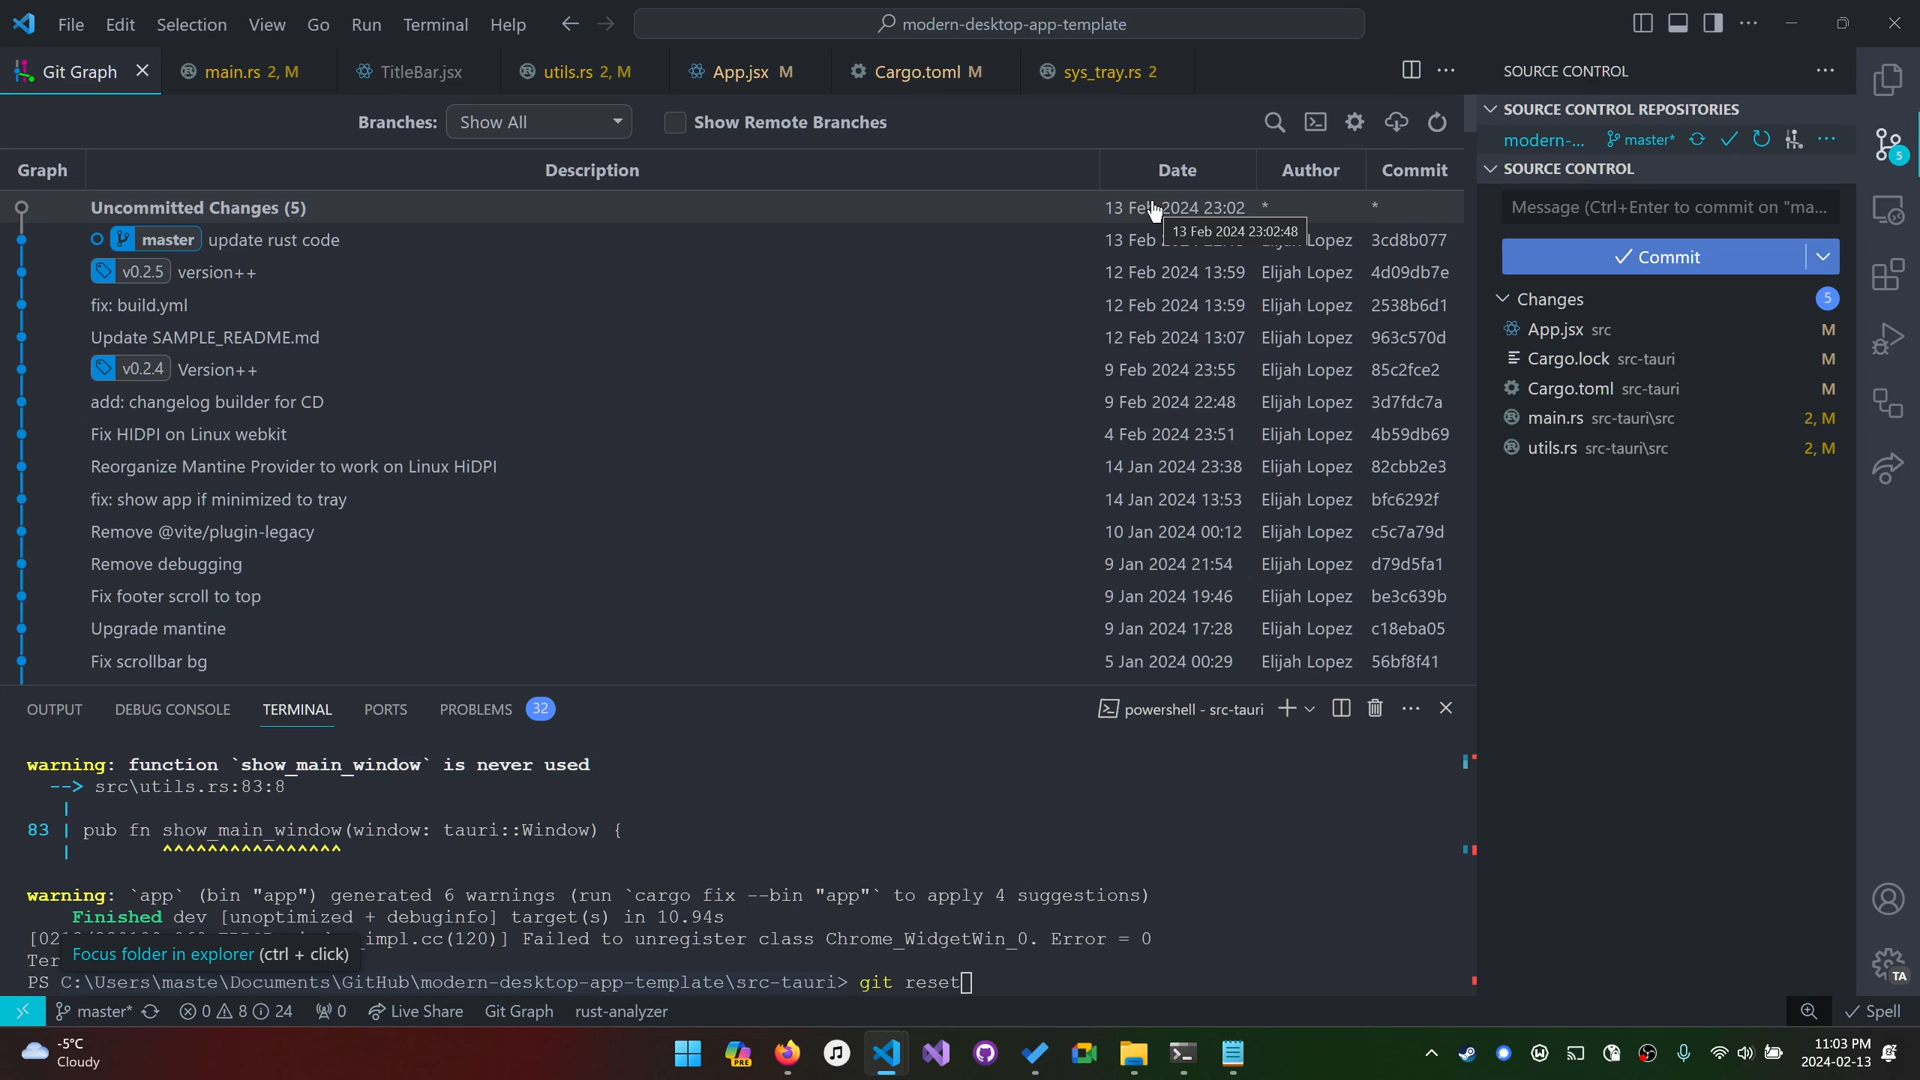 File Edit Selection View Go Run Terminal Help
modern-desktop-app-template
Git Graph
main.rs 2, M
TitleBar.jsx
utils.rs 2, M
App.jsx M
Cargo.toml M
sys_tray.rs 2
SOURCE CONTROL
Branches: Show All
Show Remote Branches
SOURCE CONTROL REPOSITORIES
modern-... master*
Graph Description Date Author Commit
SOURCE CONTROL
Uncommitted Changes (5) 13 Feb 2024 23:02 * *
13 Feb 2024 23:02:48
master update rust code 13 Feb Lopez 3cd8b077
v0.2.5 version++ 12 Feb 2024 13:59 Elijah Lopez 4d09db7e
fix: build.yml 12 Feb 2024 13:59 Elijah Lopez 2538b6d1
Update SAMPLE_README.md 12 Feb 2024 13:07 Elijah Lopez 963c570d
v0.2.4 Version++ 9 Feb 2024 23:55 Elijah Lopez 85c2fce2
add: changelog builder for CD 9 Feb 2024 22:48 Elijah Lopez 3d7fdc7a
Fix HIDPI on Linux webkit 4 Feb 2024 23:51 Elijah Lopez 4b59db69
Reorganize Mantine Provider to work on Linux HiDPI 14 Jan 2024 23:38 Elijah Lopez 82cbb2e3
fix: show app if minimized to tray 14 Jan 2024 13:53 Elijah Lopez bfc6292f
Remove @vite/plugin-legacy 10 Jan 2024 00:12 Elijah Lopez c5c7a79d
Remove debugging 9 Jan 2024 21:54 Elijah Lopez d79d5fa1
Fix footer scroll to top 9 Jan 2024 19:46 Elijah Lopez be3c639b
Upgrade mantine 9 Jan 2024 17:28 Elijah Lopez c18eba05
Fix scrollbar bg 5 Jan 2024 00:29 Elijah Lopez 56bf8f41
Message (Ctrl+Enter to commit on "ma...
Commit
Changes 5
App.jsx src M
Cargo.lock src-tauri M
Cargo.toml src-tauri M
main.rs src-tauri\src 2, M
utils.rs src-tauri\src 2, M
5
OUTPUT DEBUG CONSOLE TERMINAL PORTS PROBLEMS 32
powershell - src-tauri
warning: function `show_main_window` is never used
--> src\utils.rs:83:8
|
83 | pub fn show_main_window(window: tauri::Window) {
| ^^^^^^^^^^^^^^^^
warning: `app` (bin "app") generated 6 warnings (run `cargo fix --bin "app"` to apply 4 suggestions)
Finished dev [unoptimized + debuginfo] target(s) in 10.94s
impl.cc(120)] Failed to unregister class Chrome_WidgetWin_0. Error = 0
Focus folder in explorer (ctrl + click)
PS C:\Users\maste\Documents\GitHub\modern-desktop-app-template\src-tauri> git reset
TA
master* 0 8 24 0 Live Share Git Graph rust-analyzer Spell
-5°C
Cloudy
PRE
11:03 PM
2024-02-13